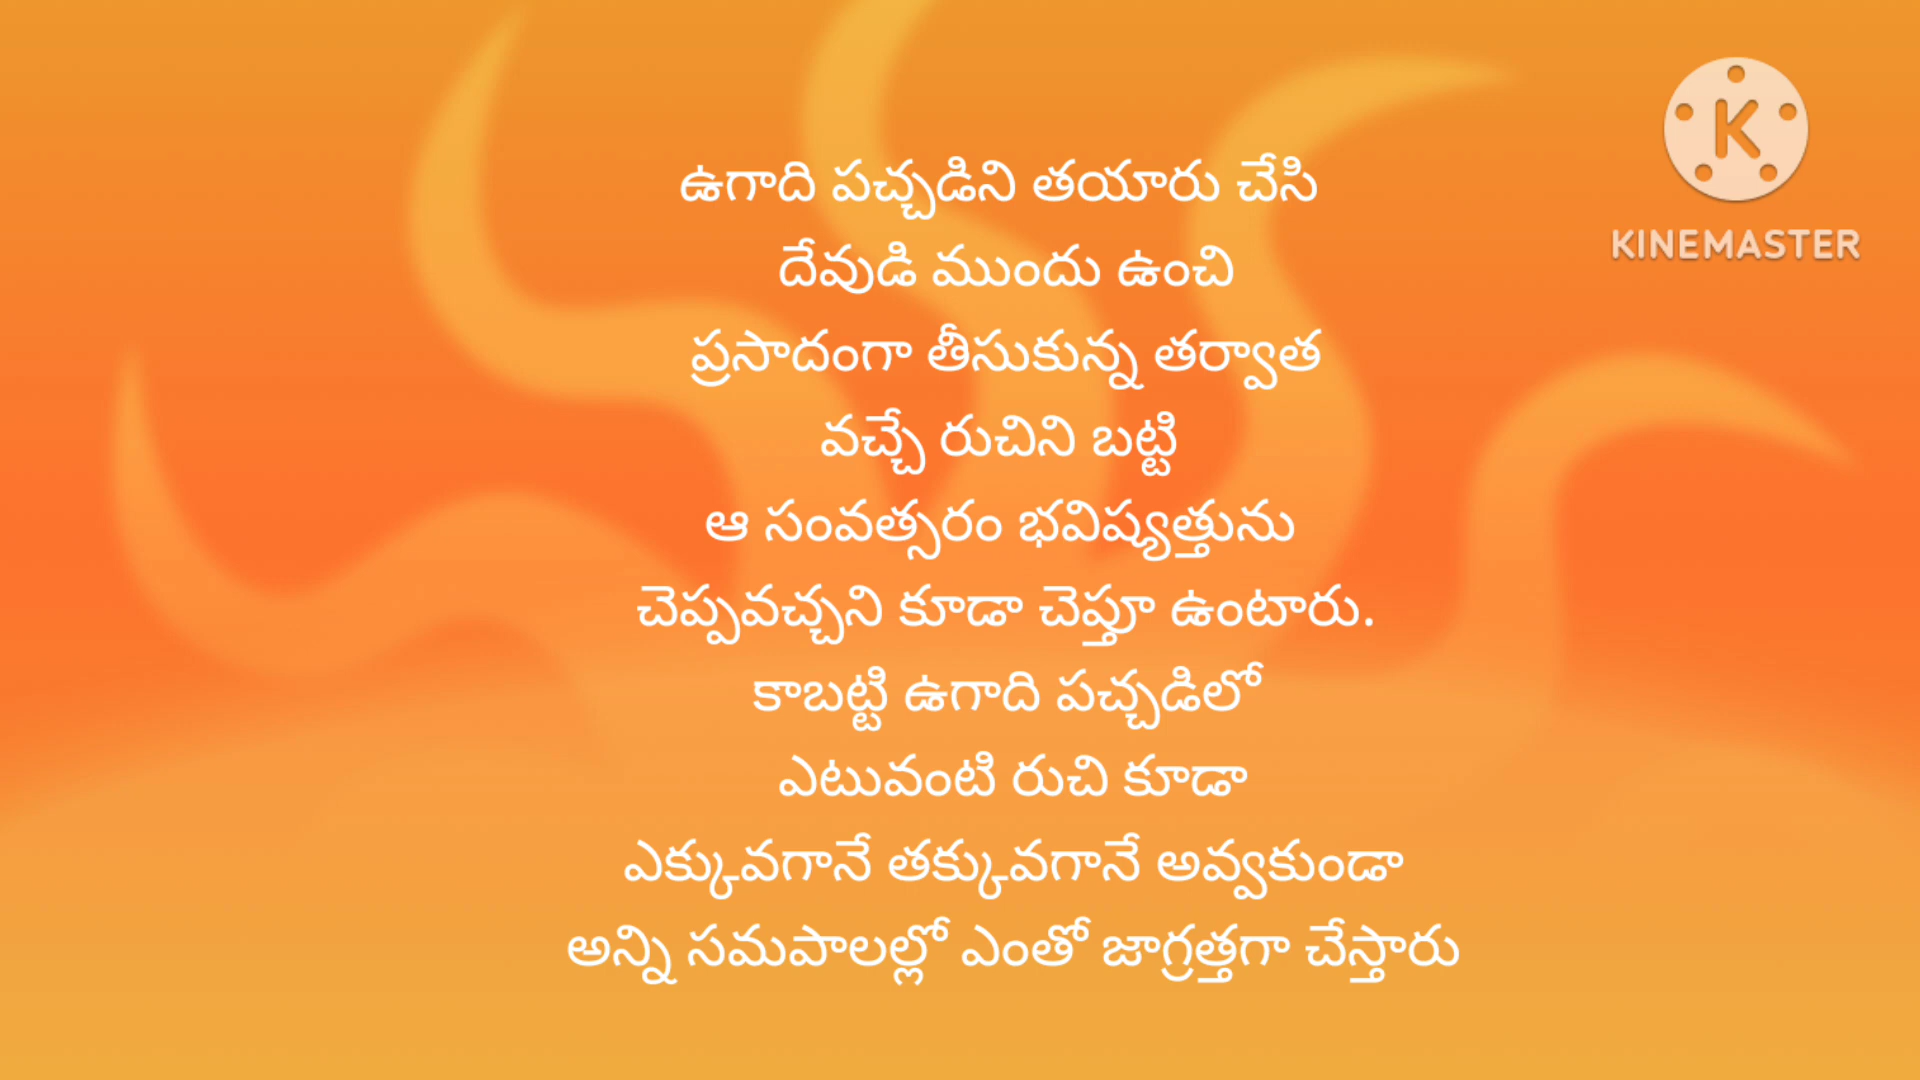 ఉగాది పచ్చడిని తయారు చేసి
దేవుడి ముందు ఉంచి
ప్రసాదంగా తీసుకున్న తర్వాత
వచ్చే రుచిని బట్టి
ఆ సంవత్సరం భవిష్యత్తును
చెప్పవచ్చని కూడా చెప్తూ ఉంటారు.
కాబట్టి ఉగాది పచ్చడిలో
ఎటువంటి రుచి కూడా
ఎక్కువగానే తక్కువగానే అవ్వకుండా
అన్ని సమపాలల్లో ఎంతో జాగ్రత్తగా చేస్తారు
K
KINEMASTER